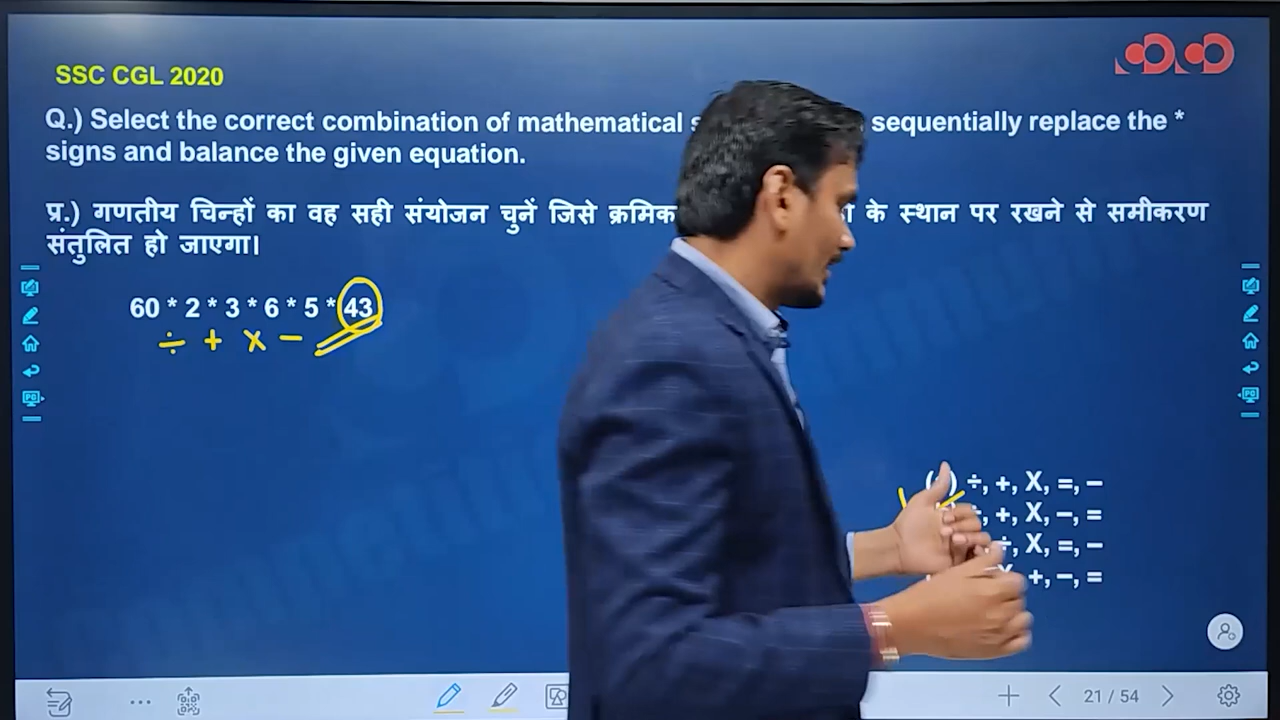 SSC CGL 2020
Q.) Select the correct combination of mathematical sequentially replace the *
signs and balance the given equation.
प्र.) गणतीय चिन्हों का वह सही संयोजन चुनें जिसे क्रमिक के स्थान पर रखने से समीकरण
संतुलित हो जाएगा।
60 * 2 * 3 * 6 * 5 * 43
÷ + × −
÷, +, X, =, −
, +, X, −, =
÷, X, =, −
+, −, =
21 / 54